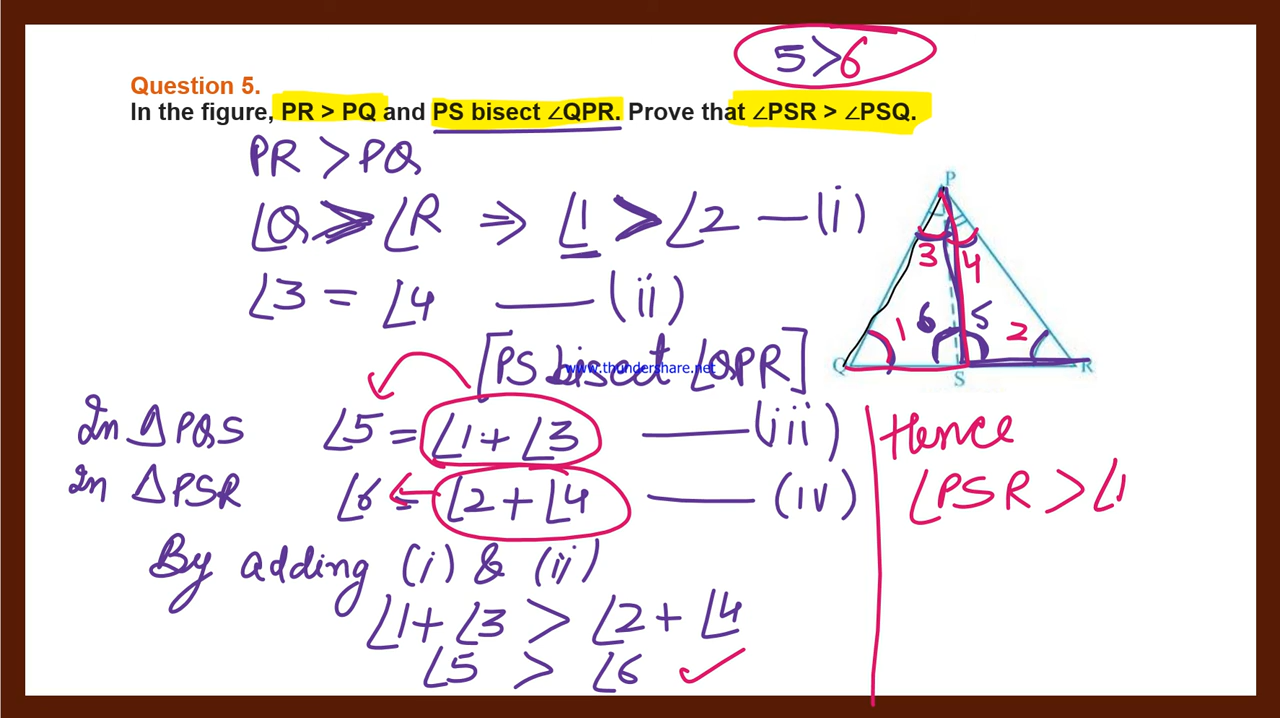 5>6
Question 5.
In the figure, PR > PQ and PS bisect ∠QPR. Prove that ∠PSR > ∠PSQ.
PR > PQ
∠Q > ∠R ⇒ ∠1 > ∠2 —(i)
∠3 = ∠4 —(ii)
[PS bisect ∠QPR]
www.thundershare.net
In △PQS ∠5 = ∠1+ ∠3 —(iii)
In △PSR ∠6 = ∠2 + ∠4 —(iv)
By adding (i) & (ii)
∠1+ ∠3 > ∠2 + ∠4
∠5 > ∠6 ✓
P
3 4
1 6 5 2
Q S R
Hence
∠PSR > ∠1